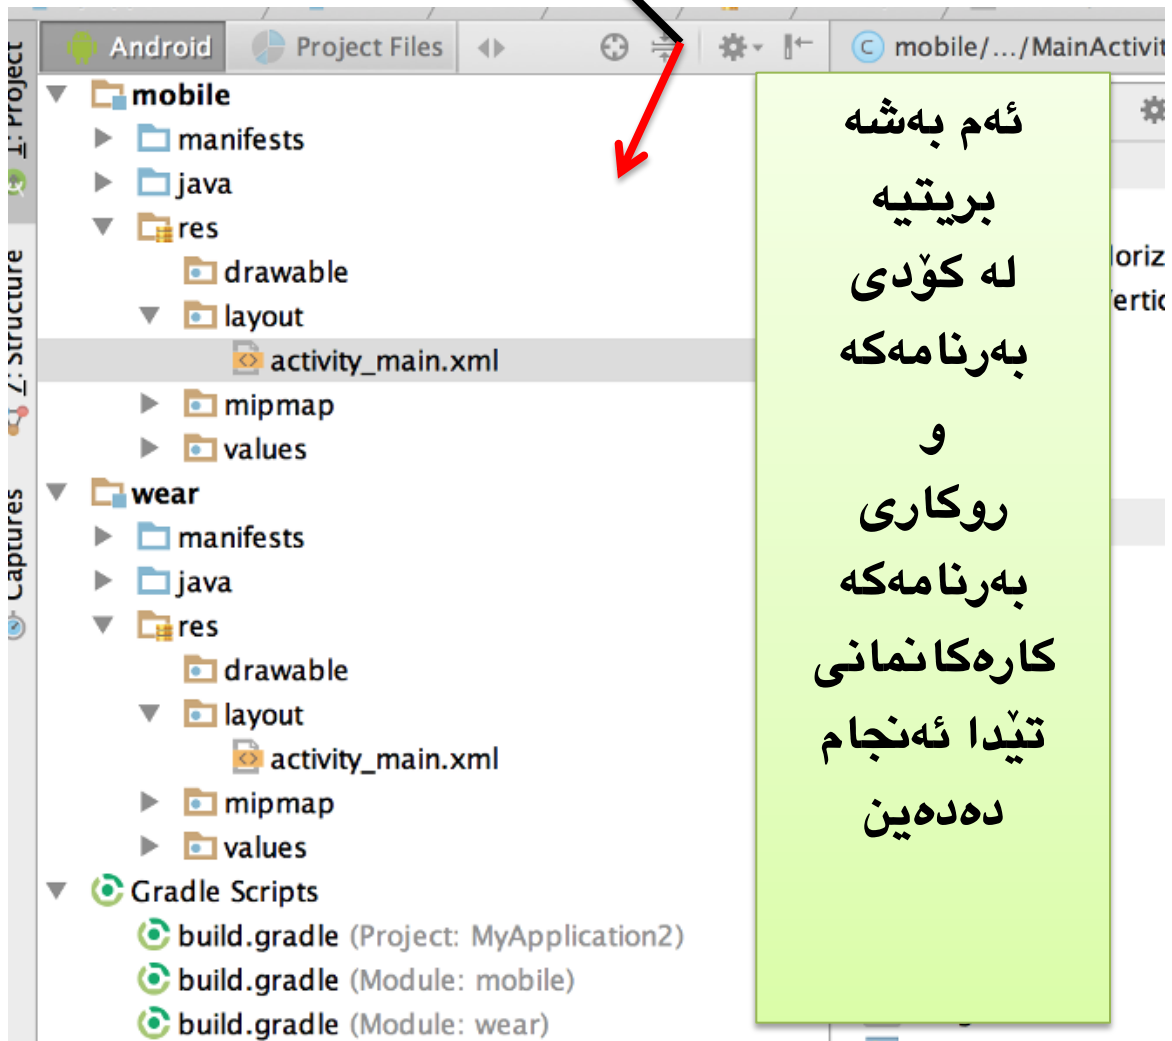 Android
Project Files
mobile/.../MainActivit
1: Project
mobile
manifests
java
res
drawable
layout
activity_main.xml
mipmap
values
wear
manifests
java
res
drawable
layout
activity_main.xml
mipmap
values
Gradle Scripts
build.gradle (Project: MyApplication2)
build.gradle (Module: mobile)
build.gradle (Module: wear)
Z: Structure
Captures
ئەم بەشە
بریتیە
لە کۆدی
بەرنامەکە
و
روکاری
بەرنامەکە
کارەکانمانی
تێدا ئەنجام
دەدەین